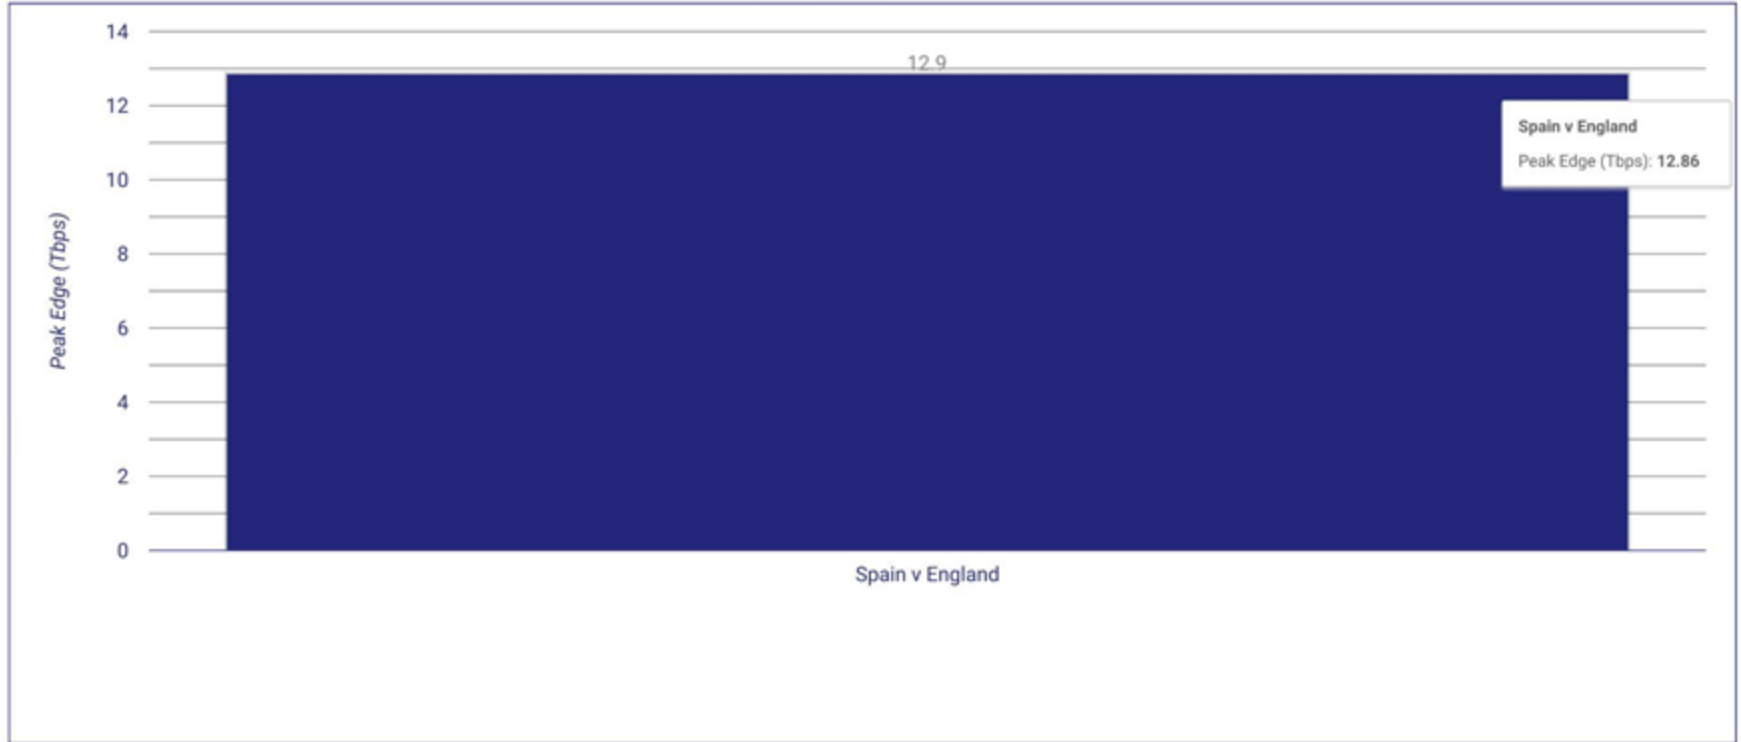 14
12.9
12
Spain v England
Peak Edge (Tbps): 12.86
10
8
Peak Edge (Tbps)
6
4
2
0
Spain v England